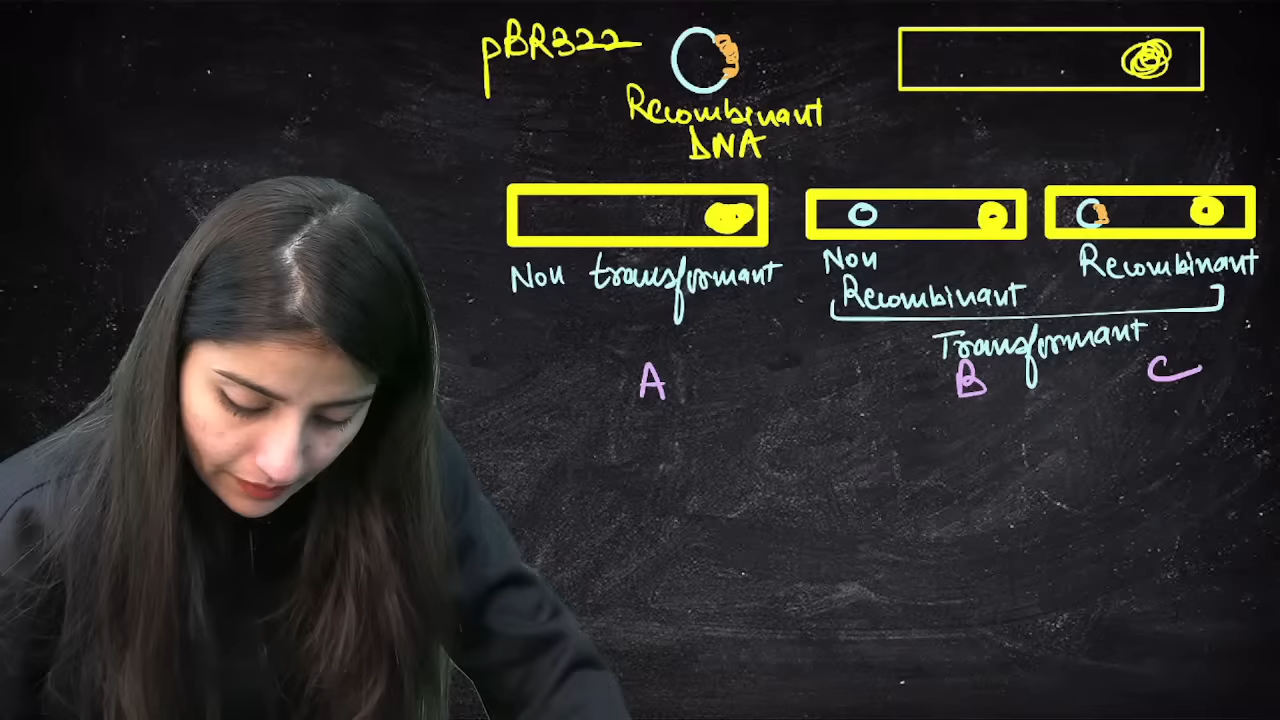 pBR322
Recombinant
DNA
Non transformant
Non
Recombinant
Recombinant
Transformant
A
B
C